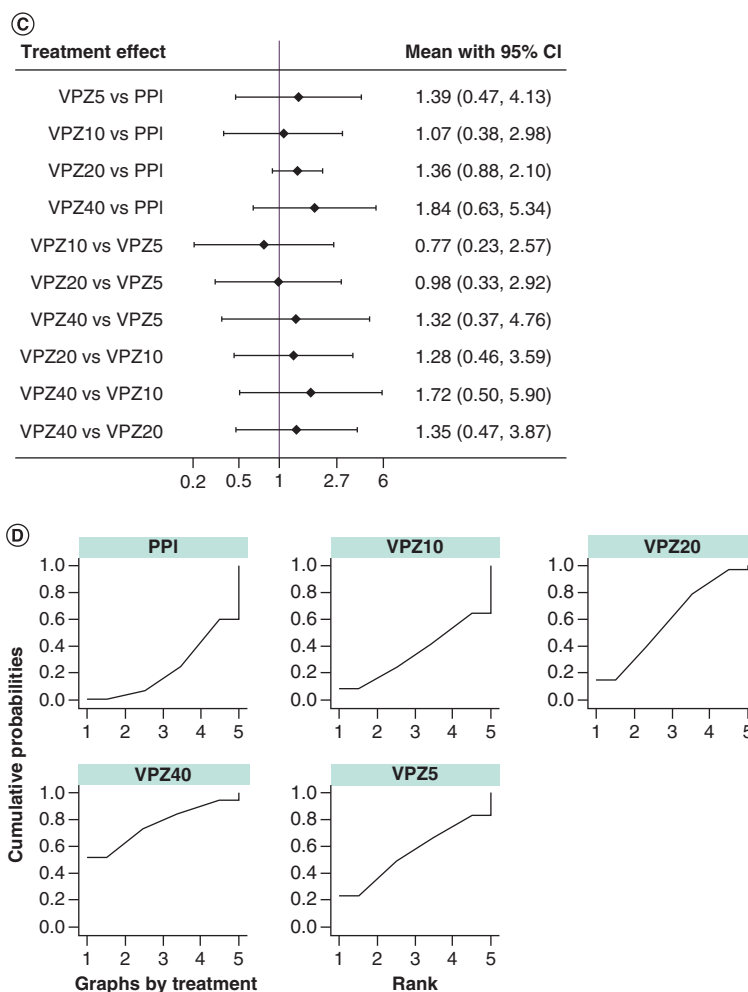 C
Treatment effect Mean with 95% CI
VPZ5 vs PPI 1.39 (0.47, 4.13)
VPZ10 vs PPI 1.07 (0.38, 2.98)
VPZ20 vs PPI 1.36 (0.88, 2.10)
VPZ40 vs PPI 1.84 (0.63, 5.34)
VPZ10 vs VPZ5 0.77 (0.23, 2.57)
VPZ20 vs VPZ5 0.98 (0.33, 2.92)
VPZ40 vs VPZ5 1.32 (0.37, 4.76)
VPZ20 vs VPZ10 1.28 (0.46, 3.59)
VPZ40 vs VPZ10 1.72 (0.50, 5.90)
VPZ40 vs VPZ20 1.35 (0.47, 3.87)
0.2 0.5 1 2.7 6
D
PPI VPZ10 VPZ20
1.0 1.0 1.0
0.8 0.8 0.8
0.6 0.6 0.6
0.4 0.4 0.4
0.2 0.2 0.2
0.0 0.0 0.0
1 2 3 4 5 1 2 3 4 5 1 2 3 4 5
VPZ40 VPZ5
1.0 1.0
0.8 0.8
0.6 0.6
0.4 0.4
0.2 0.2
0.0 0.0
1 2 3 4 5 1 2 3 4 5
Cumulative probabilities
Graphs by treatment Rank